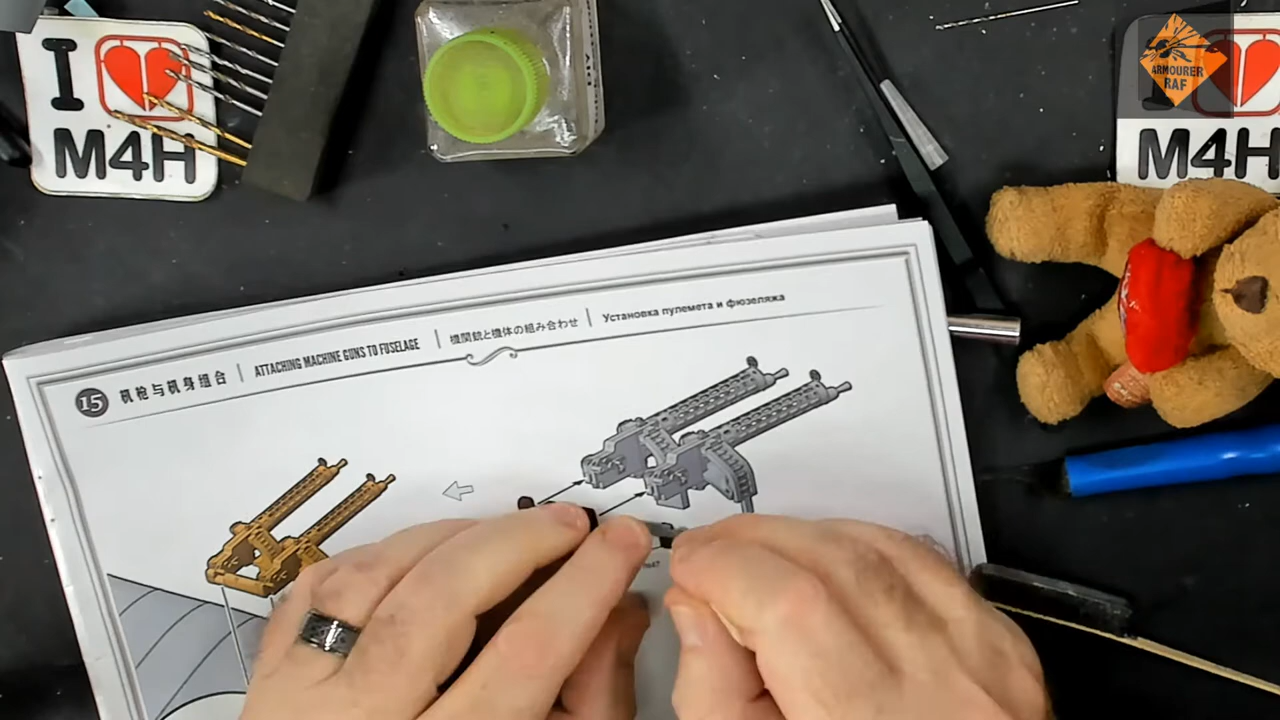 I
M4H
DIY
ARMOURER
RAF
M4H
15 机枪与机身组合 | ATTACHING MACHINE GUNS TO FUSELAGE | 機関銃と機体の組み合わせ | Установка пулемета и фюзеляжа